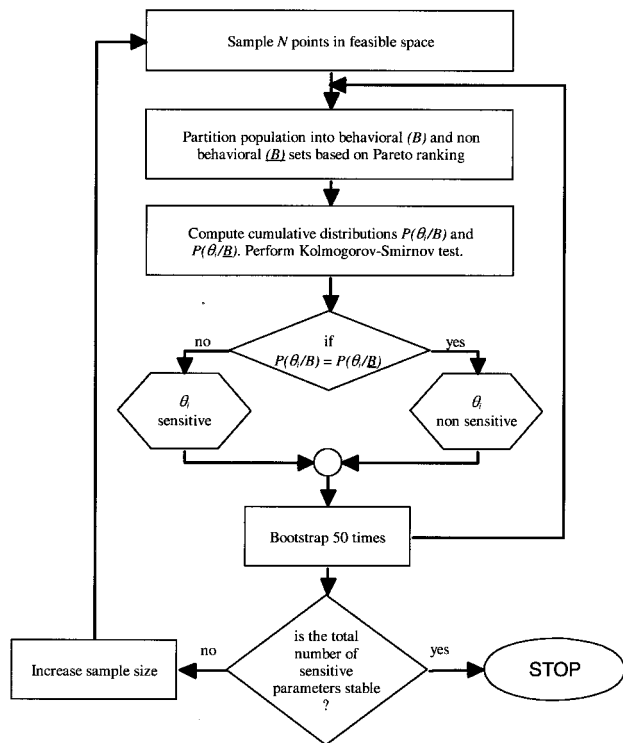 Sample N points in feasible space
Partition population into behavioral (B) and non
behavioral (B) sets based on Pareto ranking
Compute cumulative distributions P(θi/B) and
P(θi/B). Perform Kolmogorov-Smirnov test.
no
if
yes
P(θi/B) = P(θi/B)
θi
sensitive
θi
non sensitive
Bootstrap 50 times
is the total
number of
sensitive
parameters stable
?
no
yes
Increase sample size
STOP